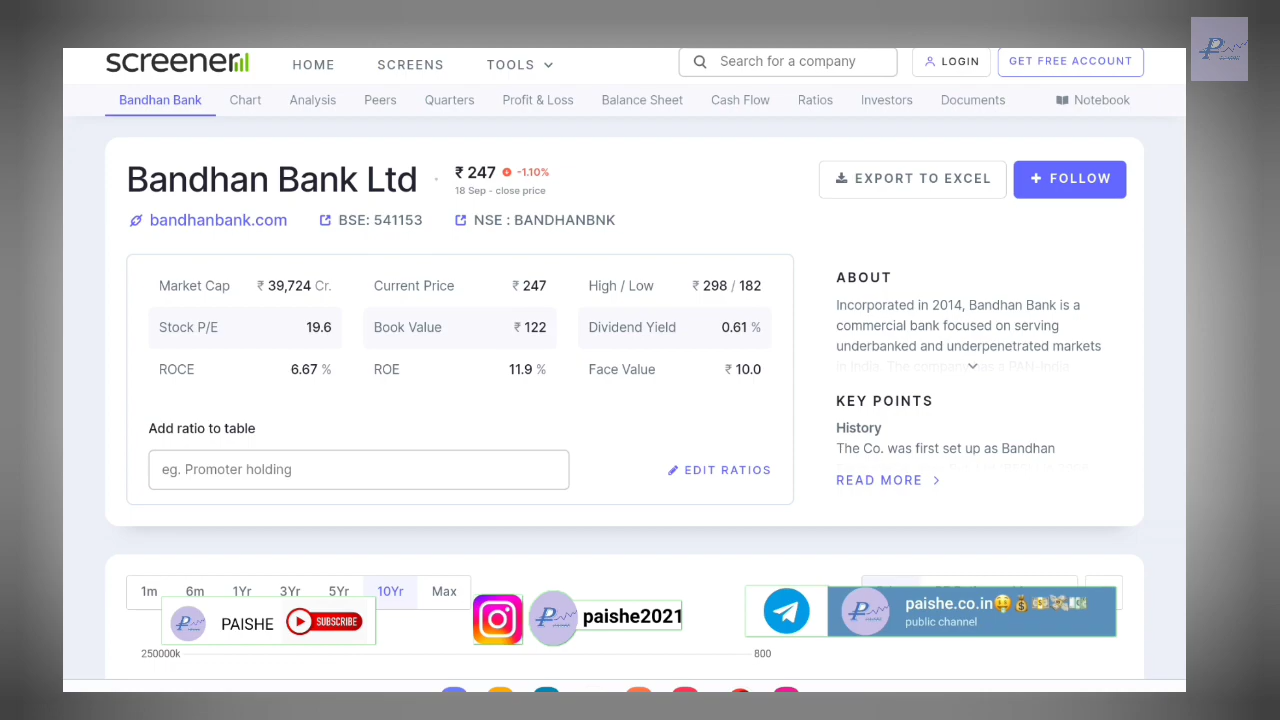 screener
HOME SCREENS TOOLS
Search for a company
LOGIN
GET FREE ACCOUNT
Bandhan Bank Chart Analysis Peers Quarters Profit & Loss Balance Sheet Cash Flow Ratios Investors Documents Notebook
Bandhan Bank Ltd
₹ 247 -1.10%
18 Sep - close price
EXPORT TO EXCEL
FOLLOW
bandhanbank.com BSE: 541153 NSE : BANDHANBNK
Market Cap ₹ 39,724 Cr. Current Price ₹ 247 High / Low ₹ 298 / 182
Stock P/E 19.6 Book Value ₹ 122 Dividend Yield 0.61 %
ROCE 6.67 % ROE 11.9 % Face Value ₹ 10.0
Add ratio to table
eg. Promoter holding
EDIT RATIOS
ABOUT
Incorporated in 2014, Bandhan Bank is a
commercial bank focused on serving
underbanked and underpenetrated markets
in India. The company as a PAN-India
KEY POINTS
History
The Co. was first set up as Bandhan
READ MORE
1m 6m 1Yr 3Yr 5Yr 10Yr Max
PAISHE SUBSCRIBE
paishe2021
paishe.co.in🤑💰💴💸💵
public channel
250000k 800